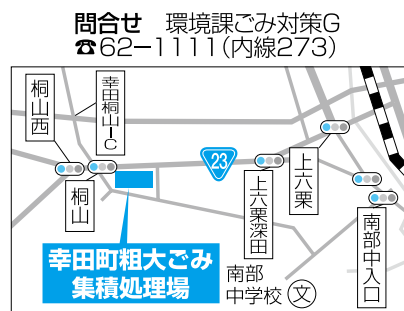 問合せ　環境課ごみ対策G
☎62−1111(内線273)
桐山西
幸田桐山IC
桐山
23
上六栗深田
上六栗
南部中入口
幸田町粗大ごみ
集積処理場
南部
中学校 文